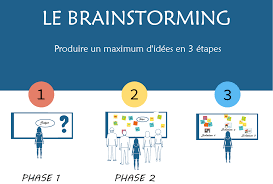 LE BRAINSTORMING
Produire un maximum d'idées en 3 étapes
1
2
3
?
PHASE 1
PHASE 2